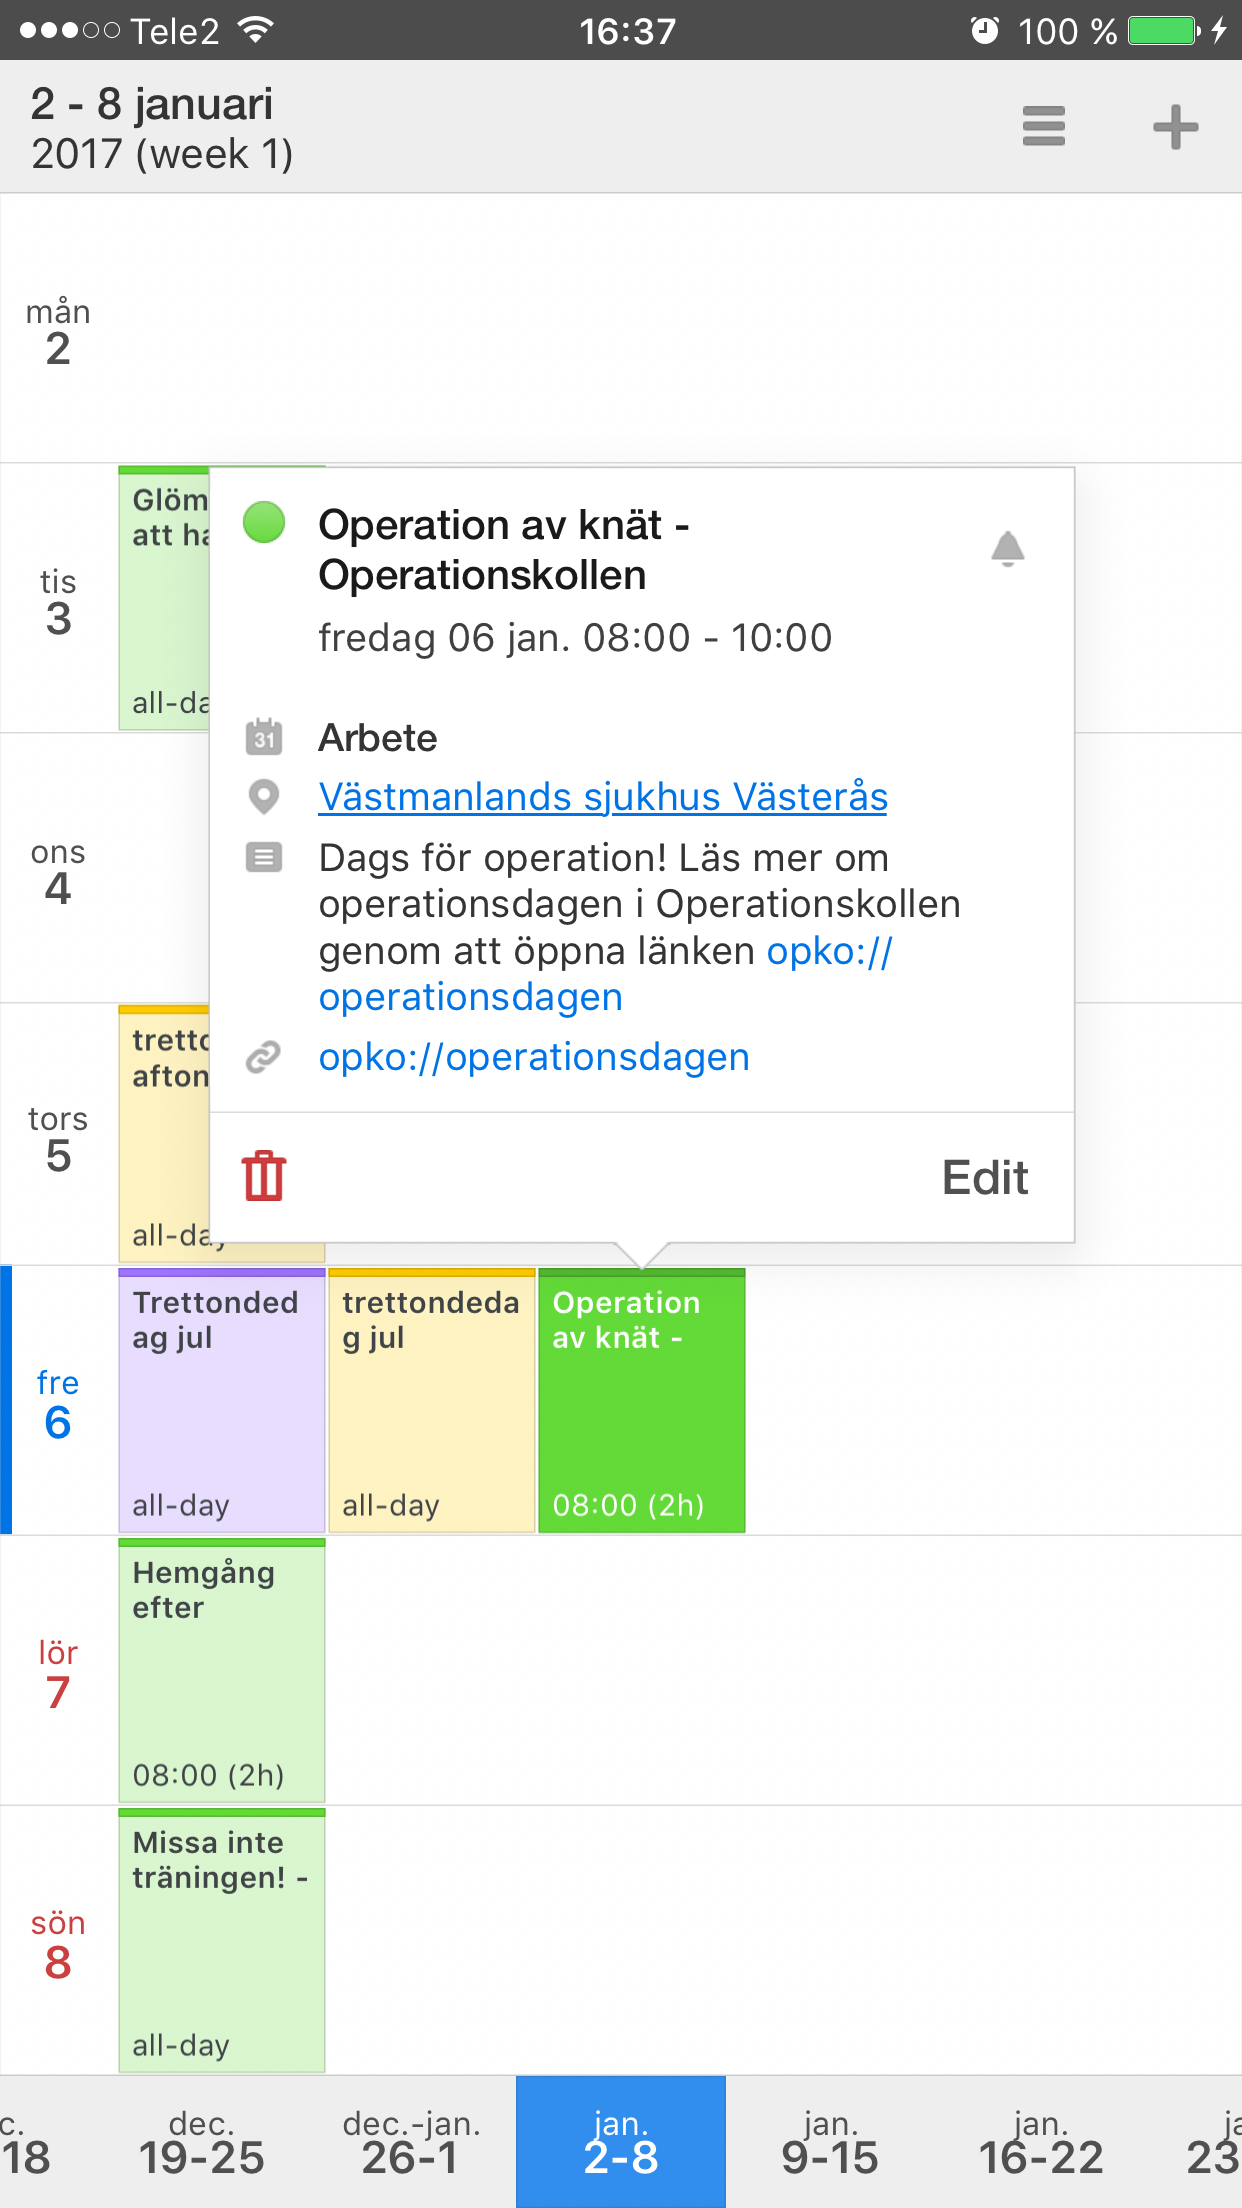 Tele2 16:37 100 %
2 - 8 januari
2017 (week 1)
mån
2
tis
3
Glöm
att
all-da
Operation av knät -
Operationskollen
fredag 06 jan. 08:00 - 10:00
31
Arbete
Västmanlands sjukhus Västerås
Dags för operation! Läs mer om
operationsdagen i Operationskollen
genom att öppna länken opko://
operationsdagen
opko://operationsdagen
Edit
ons
4
tors
5
afton
all-day
fre
6
Trettonded
ag jul
all-day
trettondeda
g jul
all-day
Operation
av knät -
08:00 (2h)
lör
7
Hemgång
efter
08:00 (2h)
sön
8
Missa inte
träningen! -
all-day
c.
18
dec.
19-25
dec.-jan.
26-1
jan.
2-8
jan.
9-15
jan.
16-22
ja
23